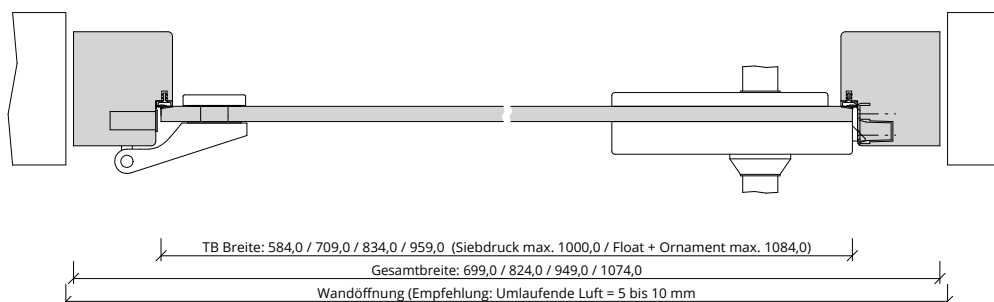 TB Breite: 584,0 / 709,0 / 834,0 / 959,0 (Siebdruck max. 1000,0 / Float + Ornament max. 1084,0)
Gesamtbreite: 699,0 / 824,0 / 949,0 / 1074,0
Wandöffnung (Empfehlung: Umlaufende Luft = 5 bis 10 mm